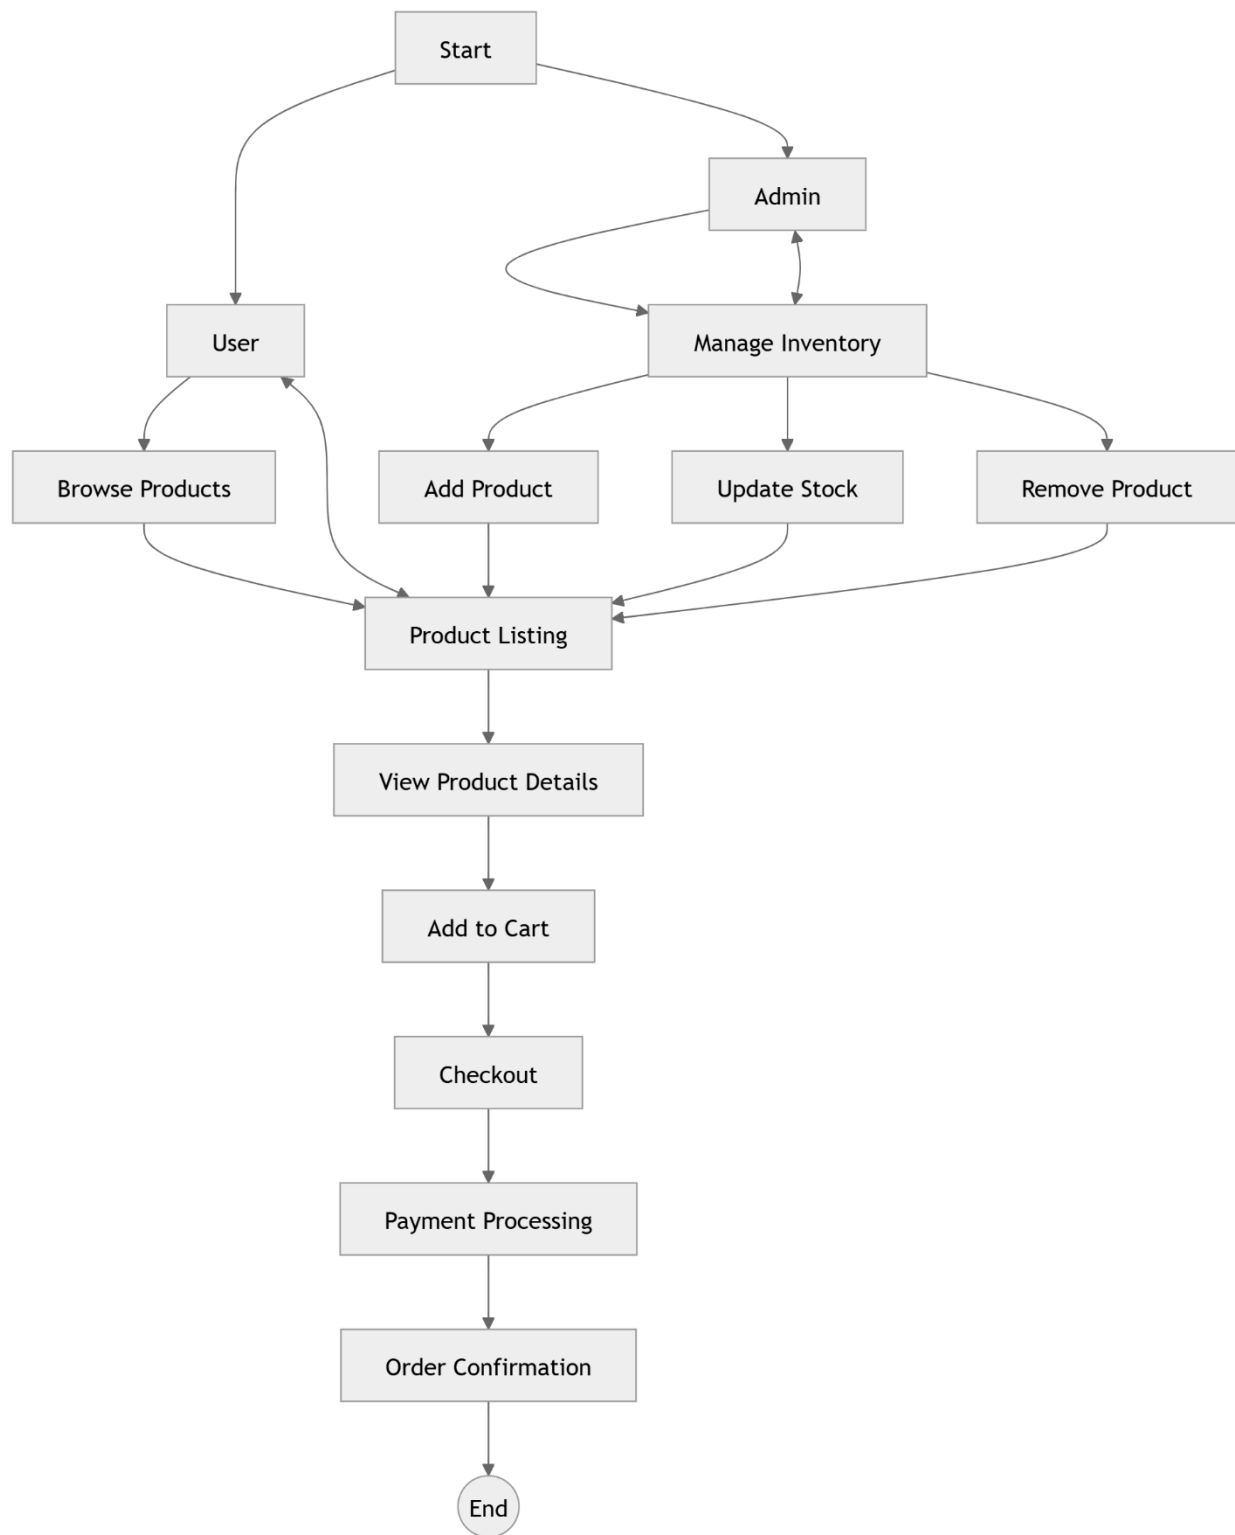 Start
Admin
User
Manage Inventory
Browse Products
Add Product
Update Stock
Remove Product
Product Listing
View Product Details
Add to Cart
Checkout
Payment Processing
Order Confirmation
End